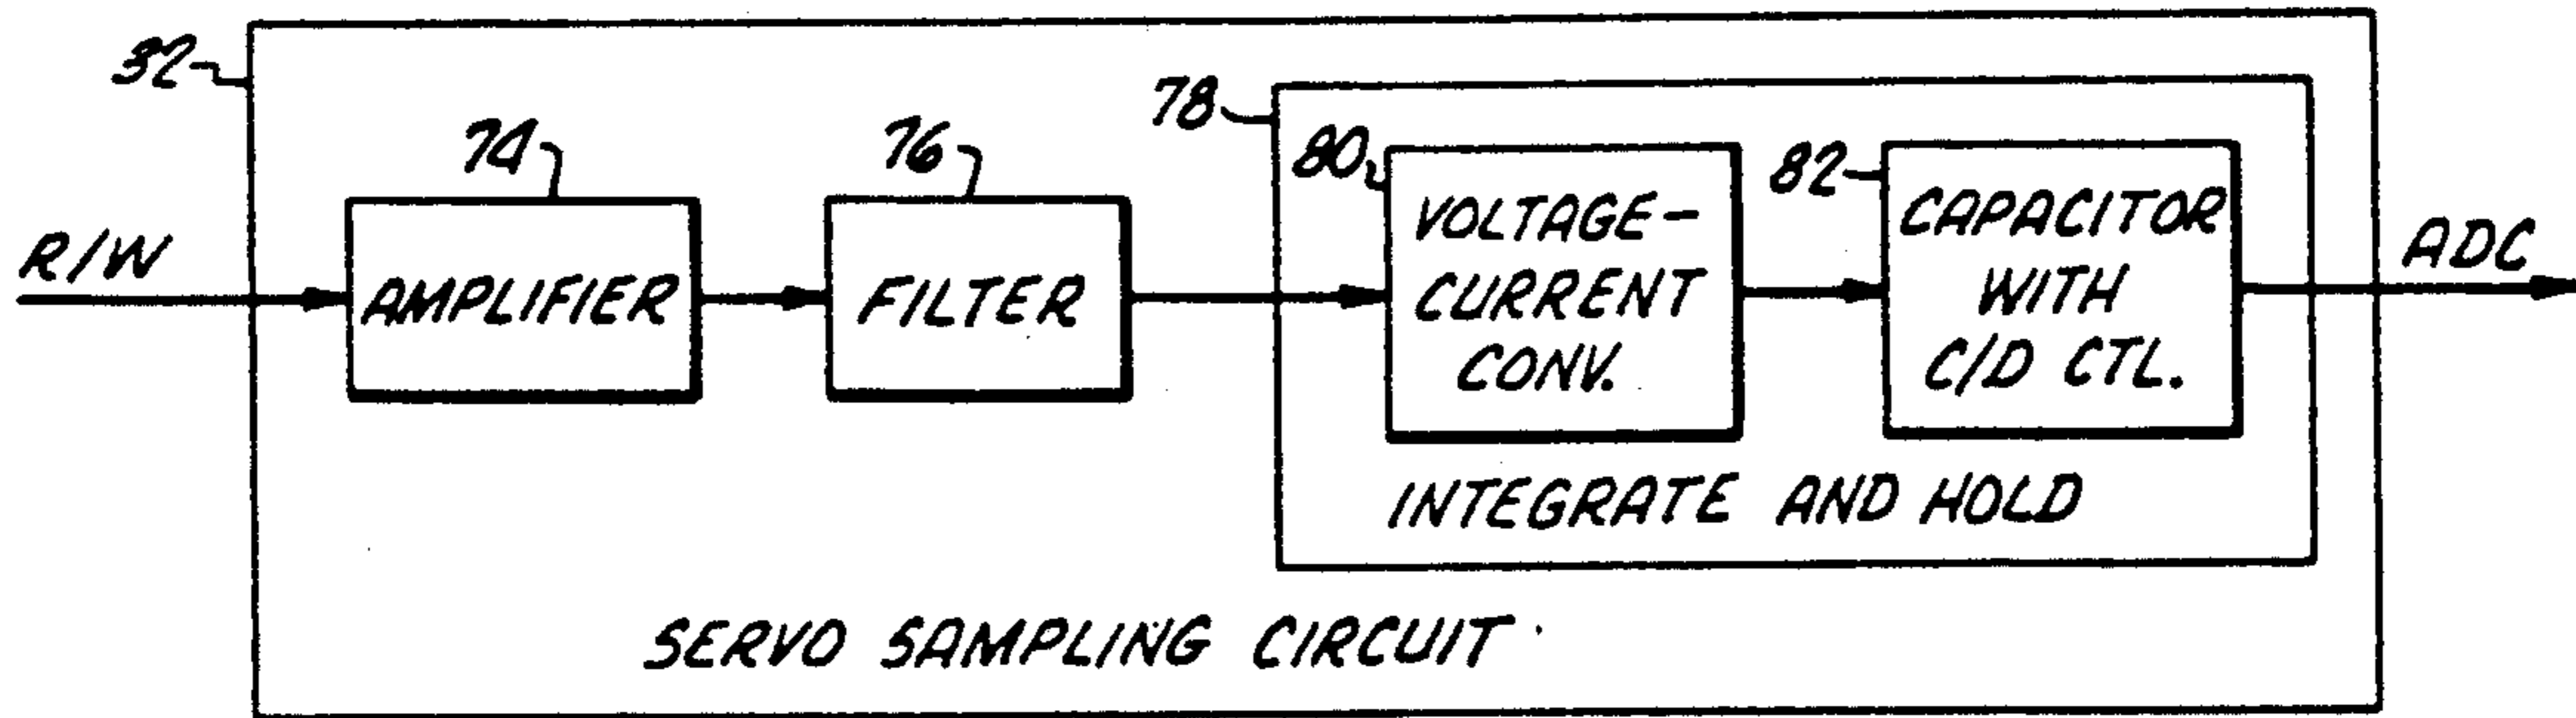 32
78
74
76
80
82
R/W
AMPLIFIER
FILTER
VOLTAGE-
CURRENT
CONV.
CAPACITOR
WITH
C/D CTL.
ADC
INTEGRATE AND HOLD
SERVO SAMPLING CIRCUIT